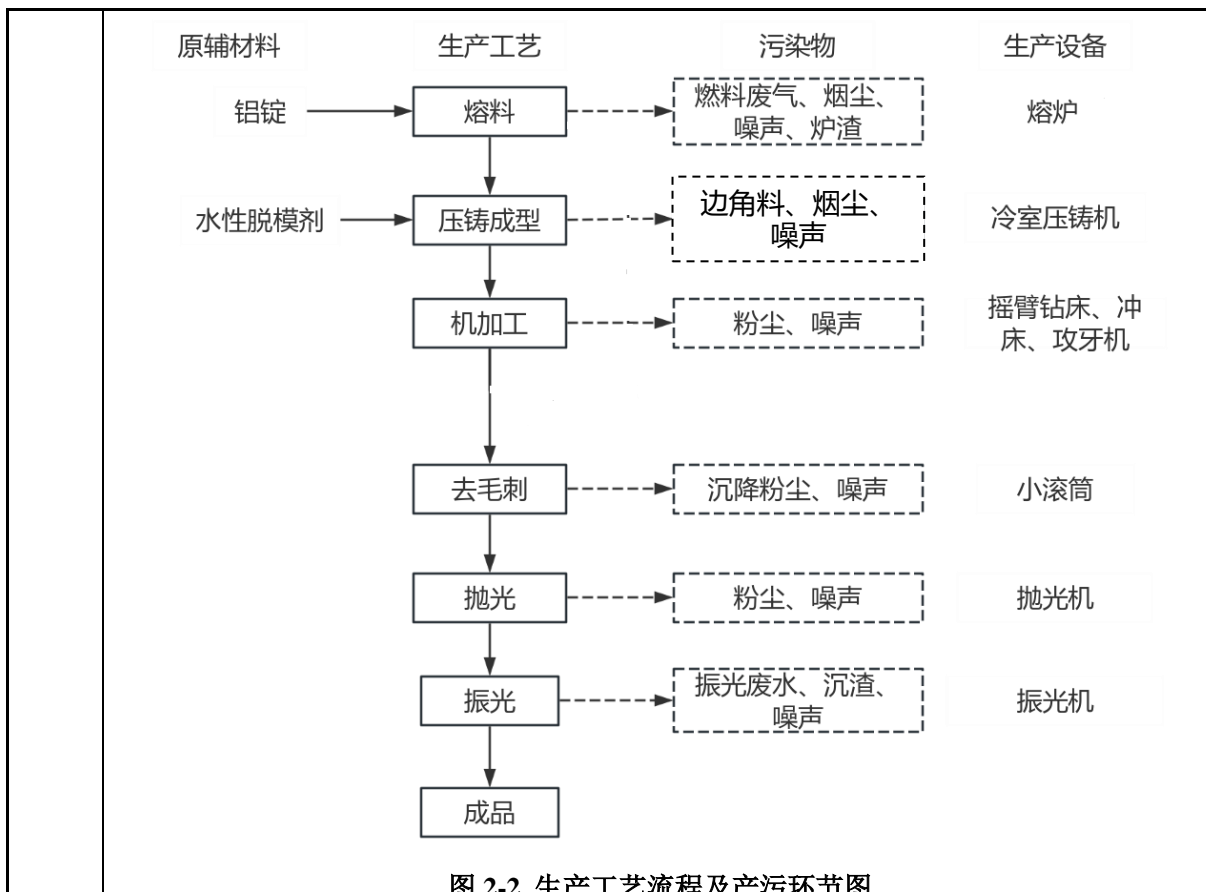 原辅材料 生产工艺 污染物 生产设备
铝锭 熔料 燃料废气、烟尘、
噪声、炉渣 熔炉
水性脱模剂 压铸成型 边角料、烟尘、
噪声 冷室压铸机
机加工 粉尘、噪声 摇臂钻床、冲
床、攻牙机
去毛刺 沉降粉尘、噪声 小滚筒
抛光 粉尘、噪声 抛光机
振光 振光废水、沉渣、
噪声 振光机
成品
图 2-2 生产工艺流程及产污环节图